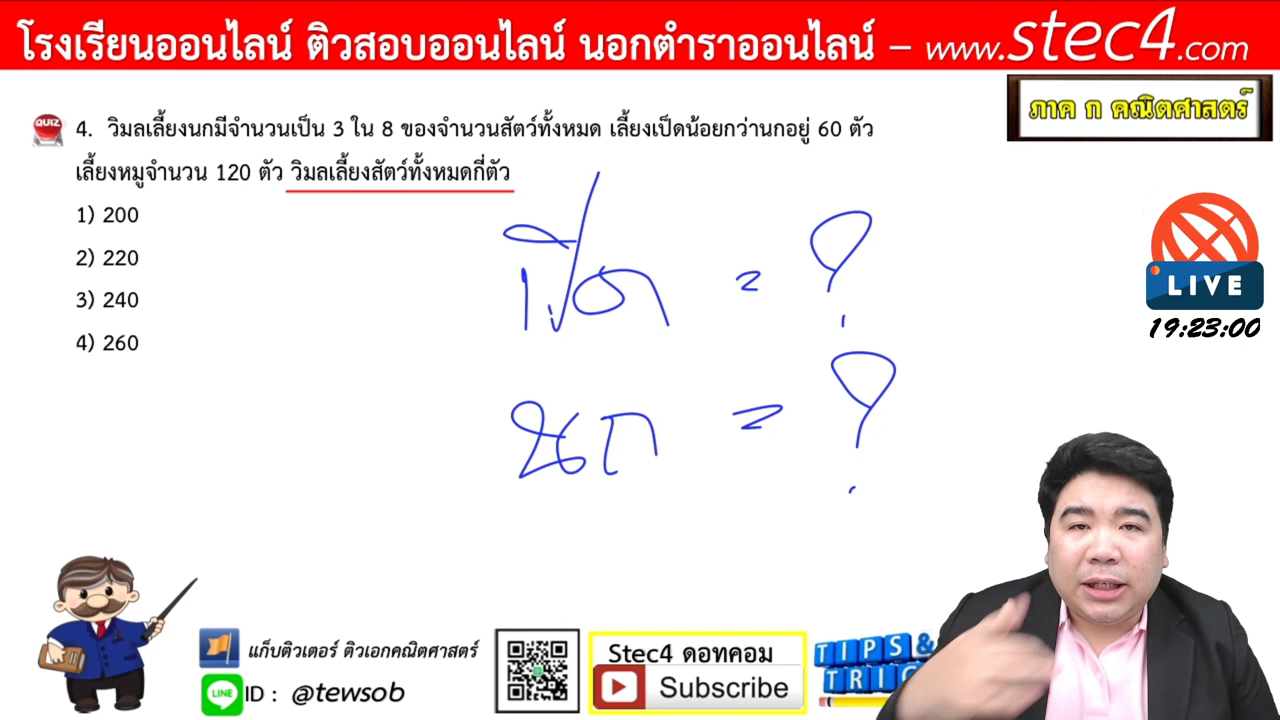 โรงเรียนออนไลน์ ติวสอบออนไลน์ นอกตำราออนไลน์ – www.stec4.com
ภาค ก คณิตศาสตร์
QUIZ 4. วิมลเลี้ยงนกมีจำนวนเป็น 3 ใน 8 ของจำนวนสัตว์ทั้งหมด เลี้ยงเป็ดน้อยกว่านกอยู่ 60 ตัว
เลี้ยงหมูจำนวน 120 ตัว วิมลเลี้ยงสัตว์ทั้งหมดกี่ตัว
1) 200
2) 220
3) 240
4) 260
เป็ด = ?
นก = ?
LIVE
19:23:00
แก็บติวเตอร์ ติวเอกคณิตศาสตร์
LINE ID : @tewsob
Stec4 ดอทคอม
Subscribe
TIPS &